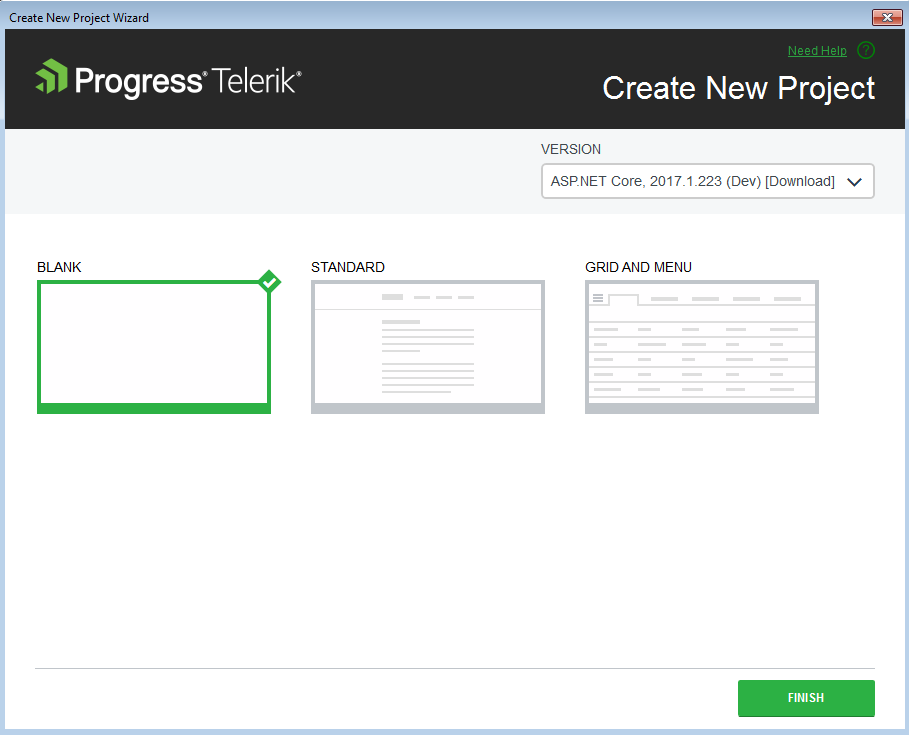 Create New Project Wizard
Need Help ?
Progress® Telerik®
Create New Project
VERSION
ASP.NET Core, 2017.1.223 (Dev) [Download]
BLANK
STANDARD
GRID AND MENU
FINISH